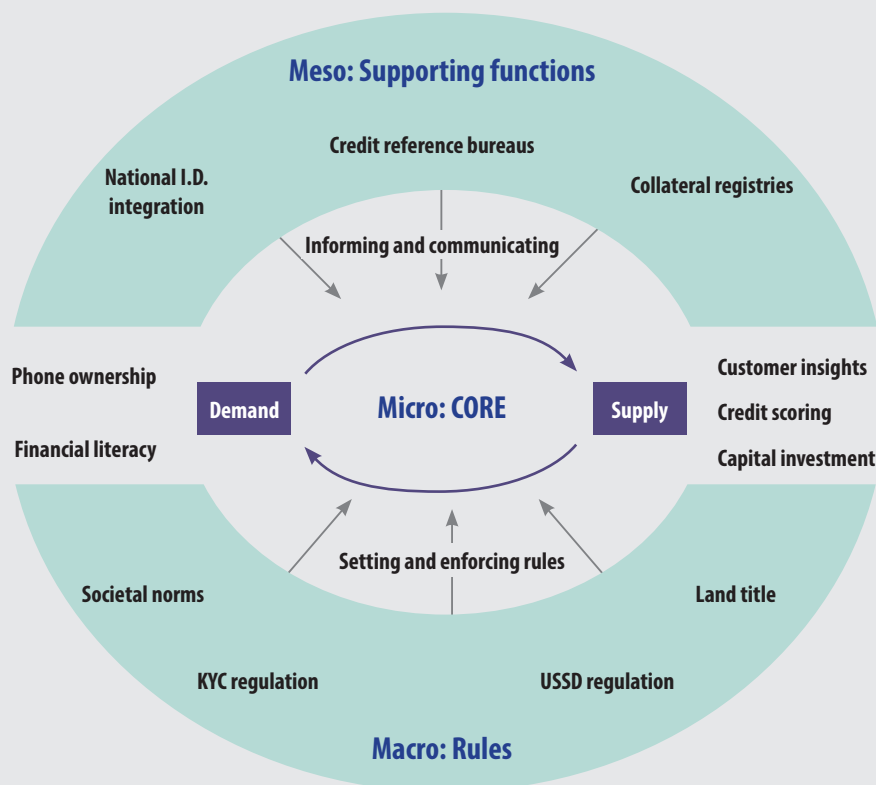 Meso: Supporting functions
Credit reference bureaus
National I.D.
integration
Collateral registries
Informing and communicating
Phone ownership
Financial literacy
Demand
Micro: CORE
Supply
Customer insights
Credit scoring
Capital investment
Setting and enforcing rules
Societal norms
Land title
KYC regulation
USSD regulation
Macro: Rules